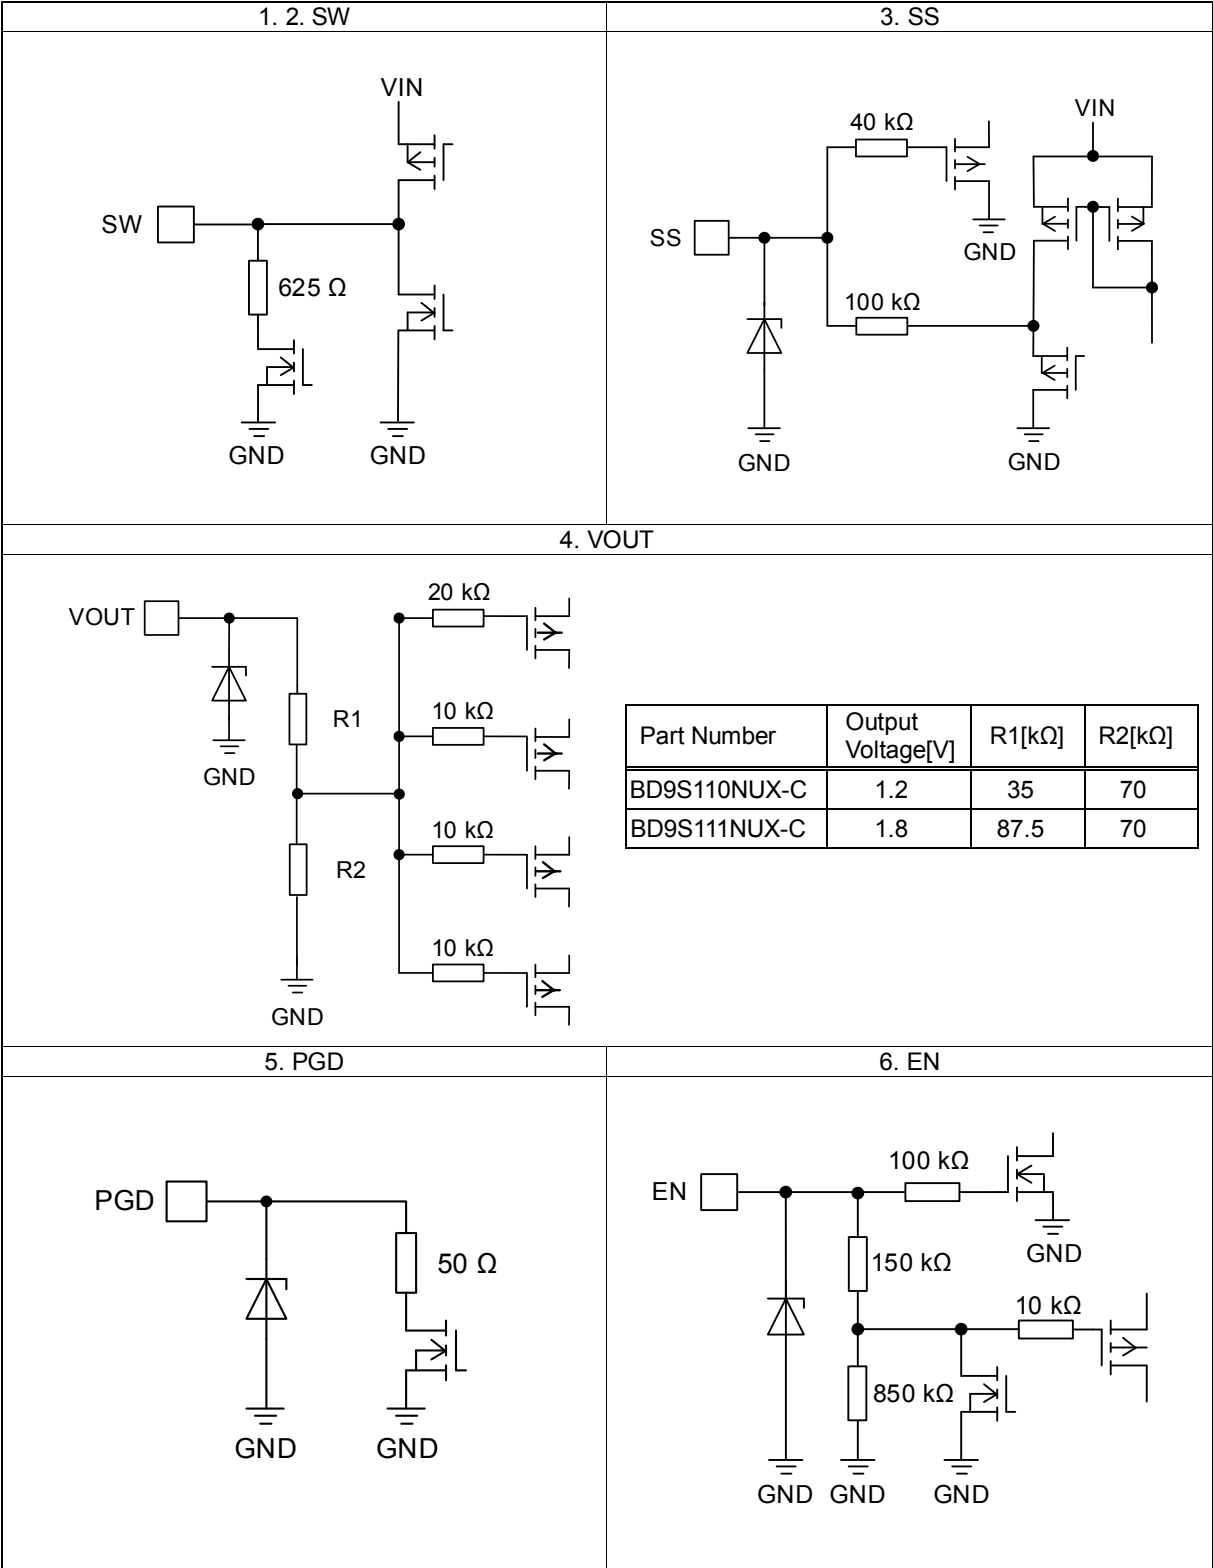 1. 2. SW
VIN
SW
625 Ω
GND
GND
3. SS
VIN
40 kΩ
SS
GND
100 kΩ
GND
GND
4. VOUT
20 kΩ
VOUT
R1
10 kΩ
GND
10 kΩ
R2
10 kΩ
GND
Part Number Output Voltage[V] R1[kΩ] R2[kΩ]
BD9S110NUX-C 1.2 35 70
BD9S111NUX-C 1.8 87.5 70
5. PGD
PGD
50 Ω
GND
GND
6. EN
100 kΩ
EN
GND
150 kΩ
10 kΩ
850 kΩ
GND
GND
GND